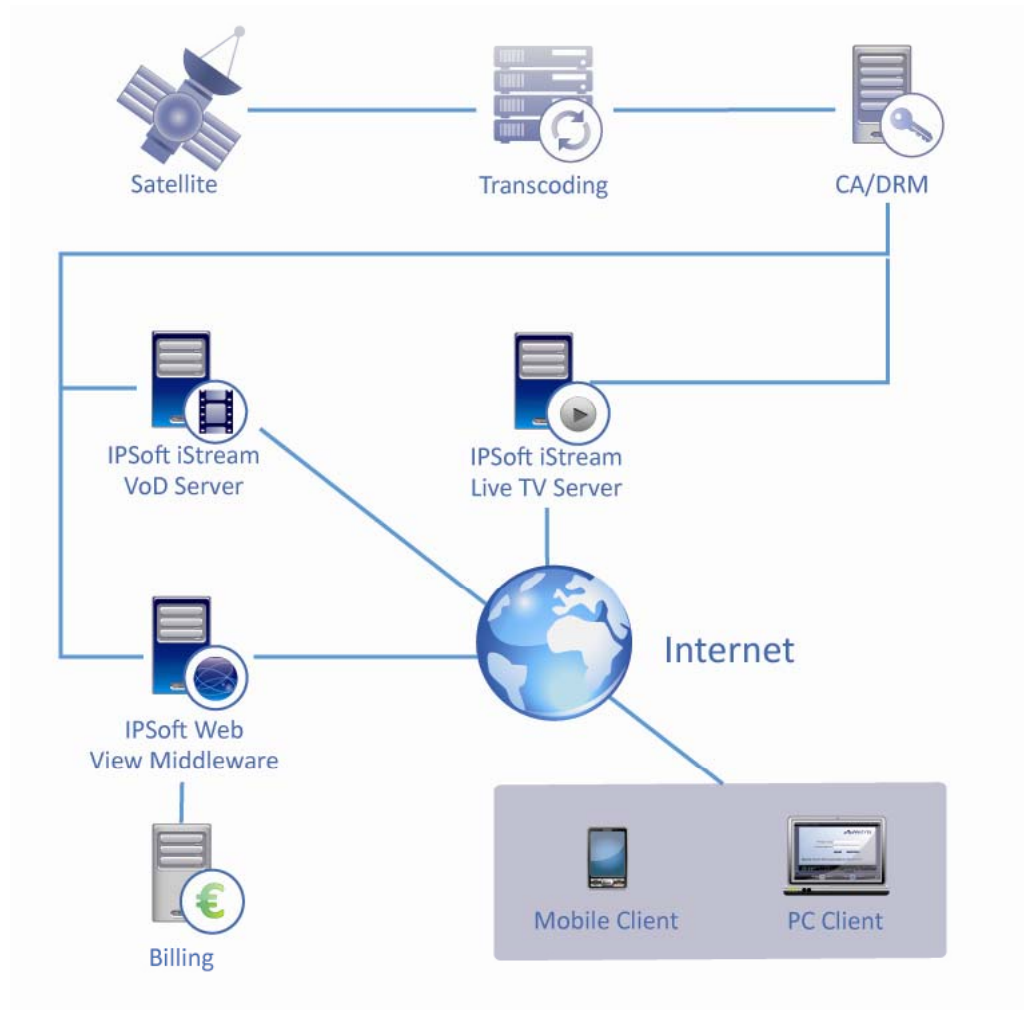 Satellite
Transcoding
CA/DRM
IPSoft iStream
VoD Server
IPSoft iStream
Live TV Server
Internet
IPSoft Web
View Middleware
Mobile Client
PC Client
Billing